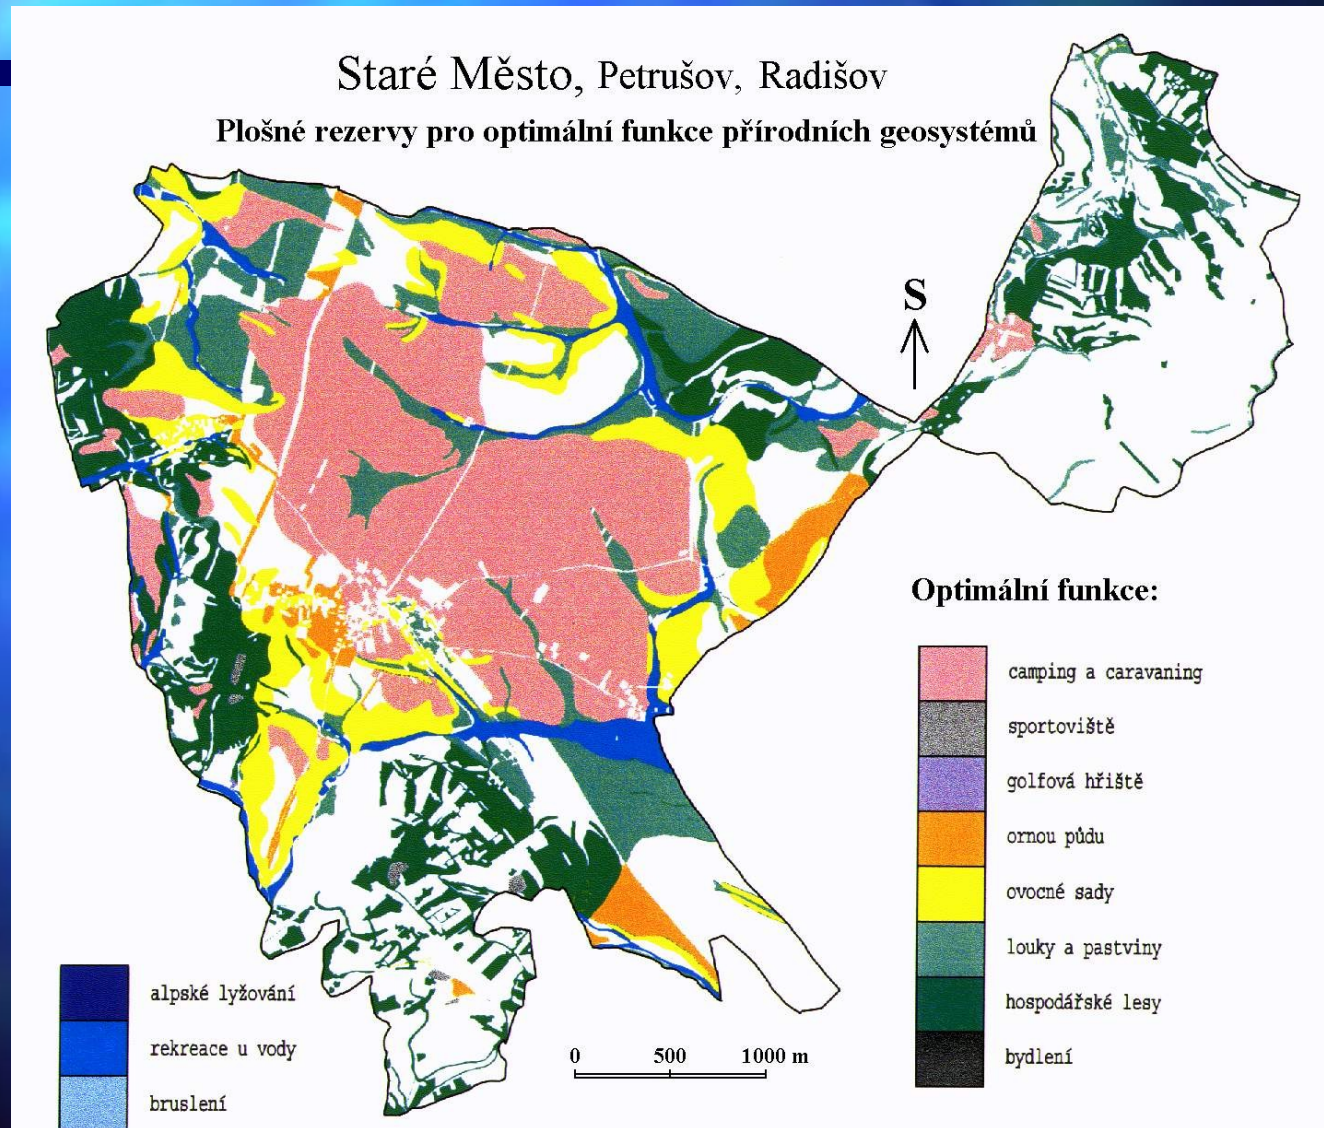 Staré Město, Petrušov, Radišov
Plošné rezervy pro optimální funkce přírodních geosystémů
S
Optimální funkce:
camping a caravaning
sportoviště
golfová hřiště
ornou půdu
ovocné sady
louky a pastviny
hospodářské lesy
bydlení
alpské lyžování
rekreace u vody
bruslení
0 500 1000 m